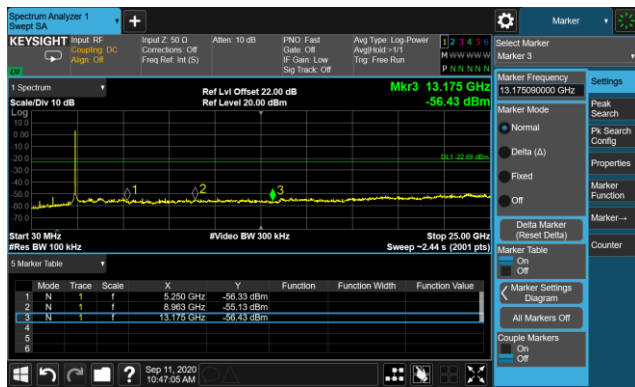 Spectrum Analyzer 1
Swept SA
Marker
KEYSIGHT
Input: RF
Coupling: DC
Align: Off
Input Z: 50 Ω
Corrections: Off
Freq Ref: Int (S)
Atten: 10 dB
PNO: Fast
Gate: Off
IF Gain: Low
Sig Track: Off
Avg Type: Log-Power
Avg|Hold:>1/1
Trig: Free Run
1 2 3 4 5 6
M W W W W W
P N N N N N
Select Marker
Marker 3
1 Spectrum
Scale/Div 10 dB
Ref Lvl Offset 22.00 dB
Ref Level 20.00 dBm
Mkr3 13.175 GHz
-56.43 dBm
Log
10.0
0.00
-10.0
-20.0
-30.0
-40.0
-50.0
-60.0
-70.0
DL1 -22.69 dBm
1
2
3
Start 30 MHz
#Res BW 100 kHz
#Video BW 300 kHz
Stop 25.00 GHz
Sweep ~2.44 s (2001 pts)
5 Marker Table
Mode Trace Scale X Y Function Function Width Function Value
1 N 1 f 5.250 GHz -56.33 dBm
2 N 1 f 8.963 GHz -55.13 dBm
3 N 1 f 13.175 GHz -56.43 dBm
4
5
6
Marker Frequency
13.175090000 GHz
Marker Mode
Normal
Delta (Δ)
Fixed
Off
Delta Marker
(Reset Delta)
Marker Table
On
Off
Marker Settings
Diagram
All Markers Off
Couple Markers
On
Off
Settings
Peak
Search
Pk Search
Config
Properties
Marker
Function
Marker→
Counter
?
Sep 11, 2020
10:47:05 AM